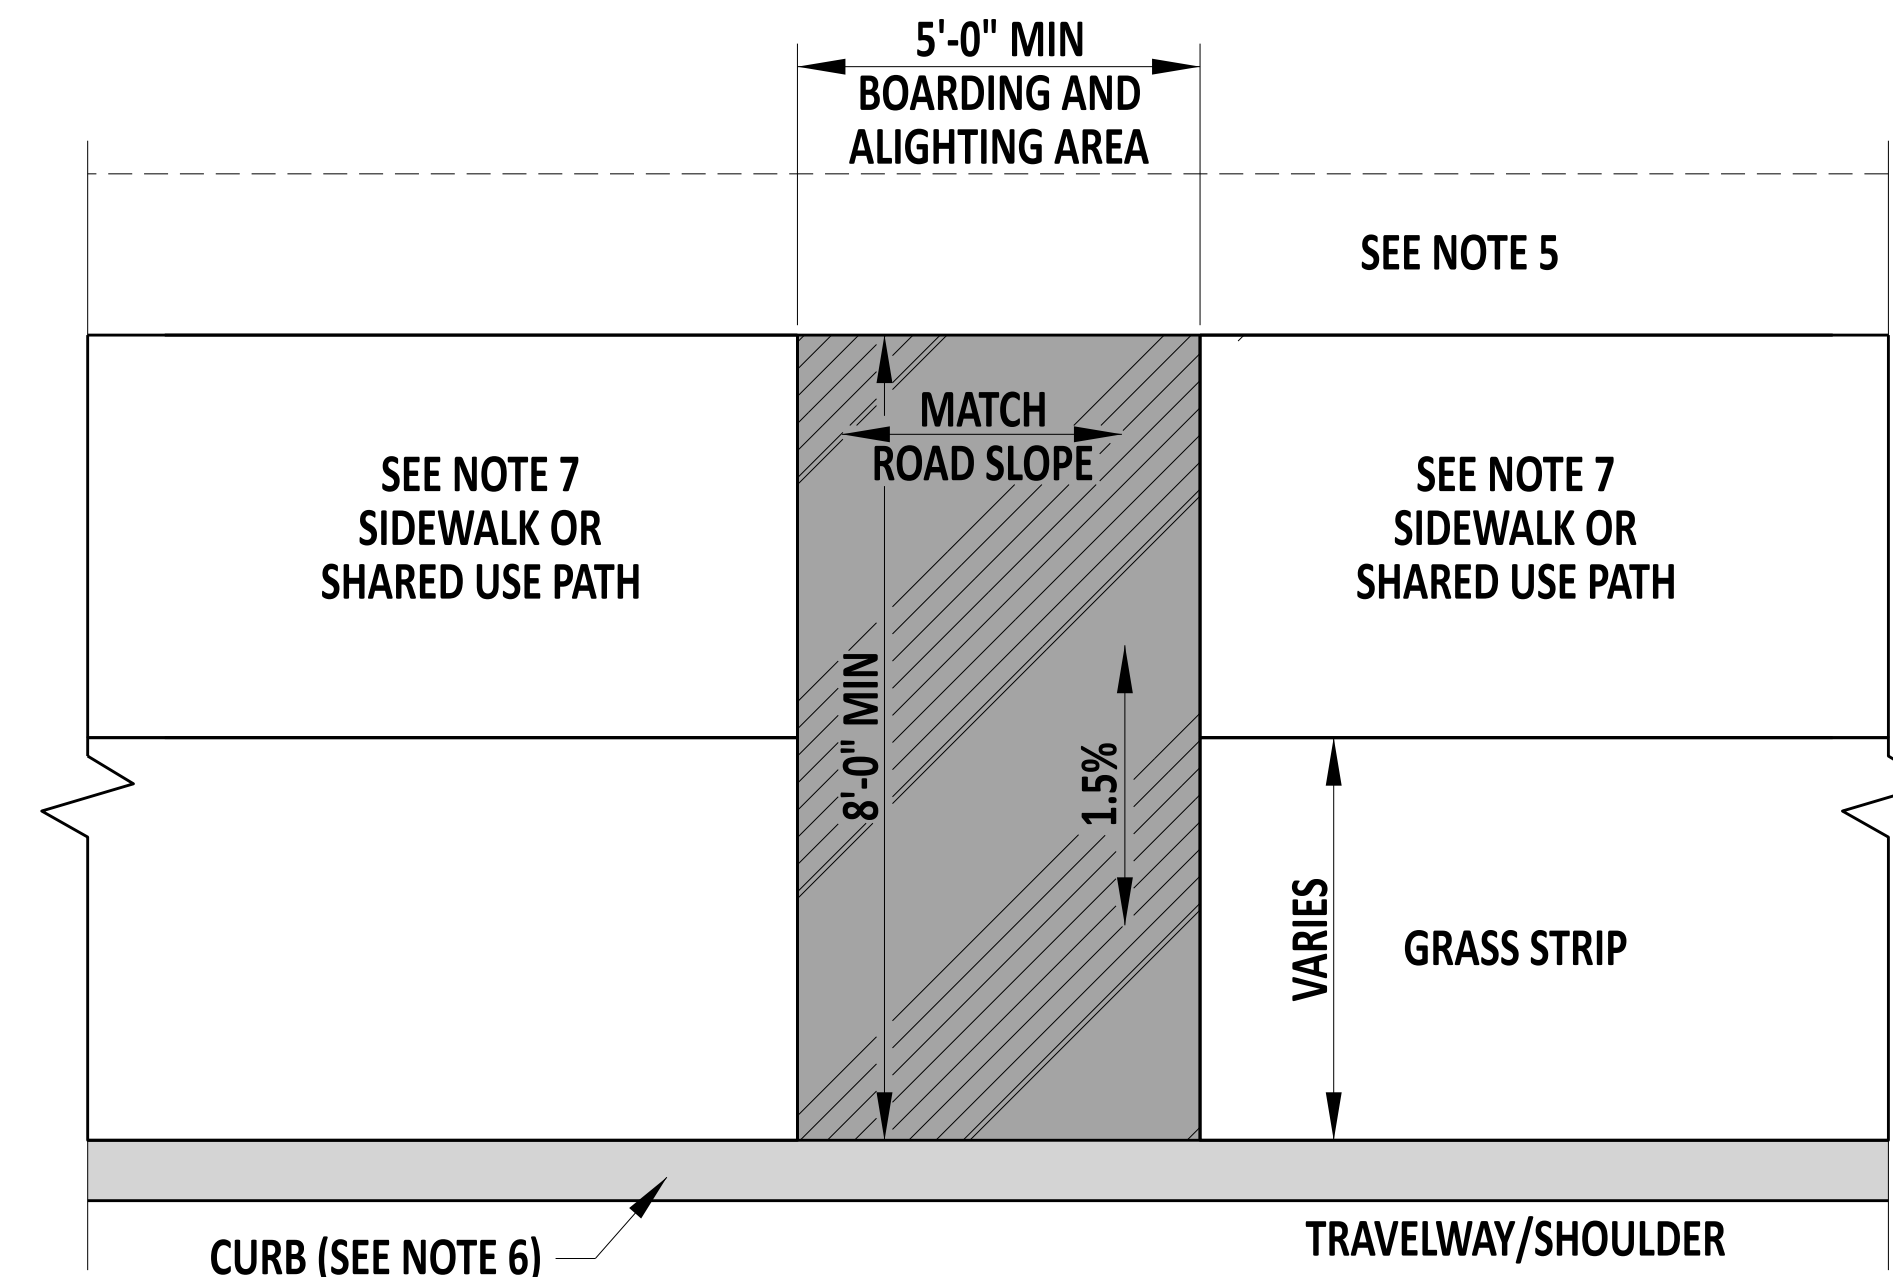 5'-0" MIN
BOARDING AND
ALIGHTING AREA
SEE NOTE 5
MATCH
ROAD SLOPE
SEE NOTE 7
SIDEWALK OR
SHARED USE PATH
SEE NOTE 7
SIDEWALK OR
SHARED USE PATH
8'-0" MIN
1.5%
VARIES
GRASS STRIP
CURB (SEE NOTE 6)
TRAVELWAY/SHOULDER